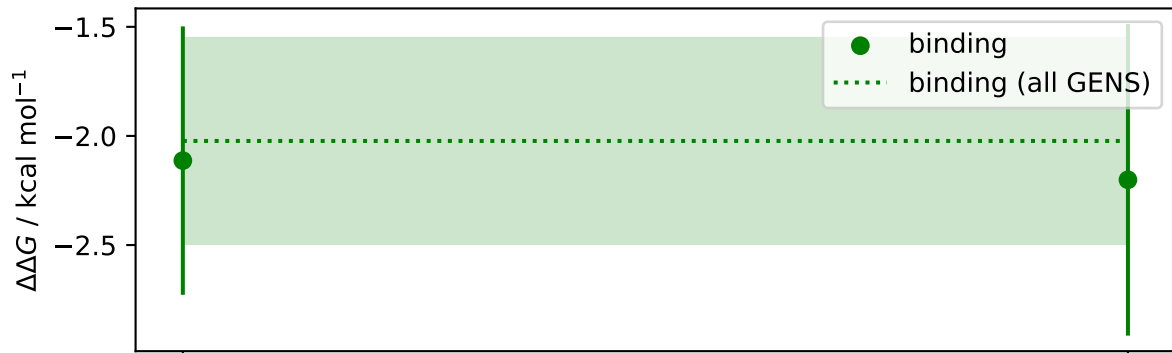 −1.5
−2.0
−2.5
ΔΔG / kcal mol⁻¹
binding
binding (all GENS)